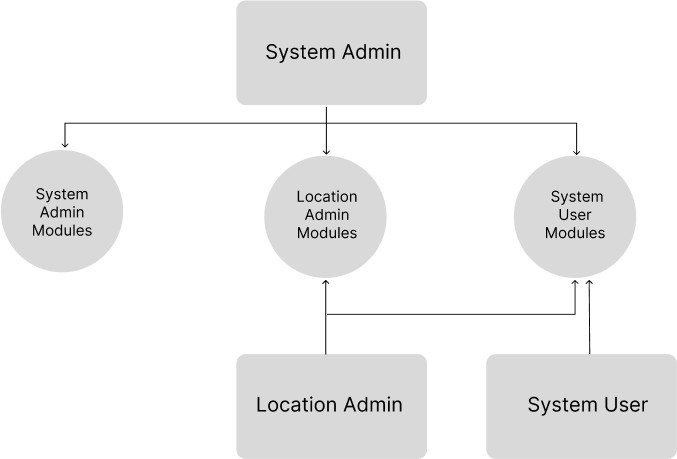 System Admin
System
Admin
Modules
Location
Admin
Modules
System
User
Modules
Location Admin
System User